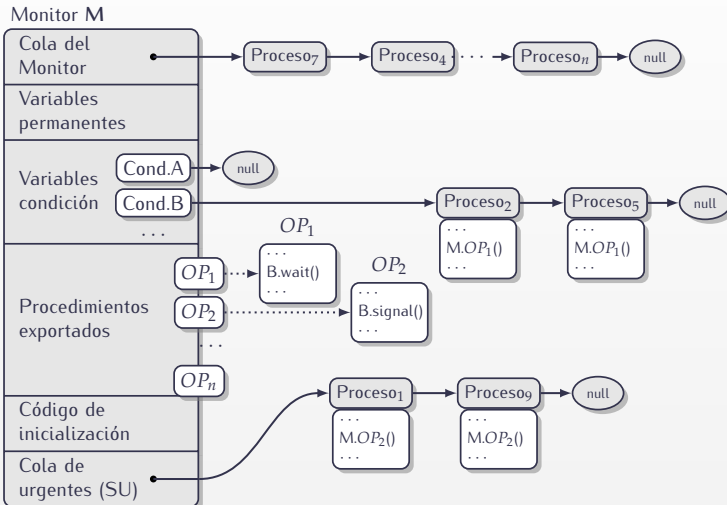 Monitor M
Cola del
Monitor
Proceso7
Proceso4
...
Proceson
null
Variables
permanentes
Variables
condición
Cond.A
null
Cond.B
...
Proceso2
...
M.OP1()
...
Proceso5
...
M.OP1()
...
null
Procedimientos
exportados
OP1
OP2
...
OPn
OP1
...
B.wait()
...
OP2
...
B.signal()
...
Código de
inicialización
Cola de
urgentes (SU)
Proceso1
...
M.OP2()
...
Proceso9
...
M.OP2()
...
null